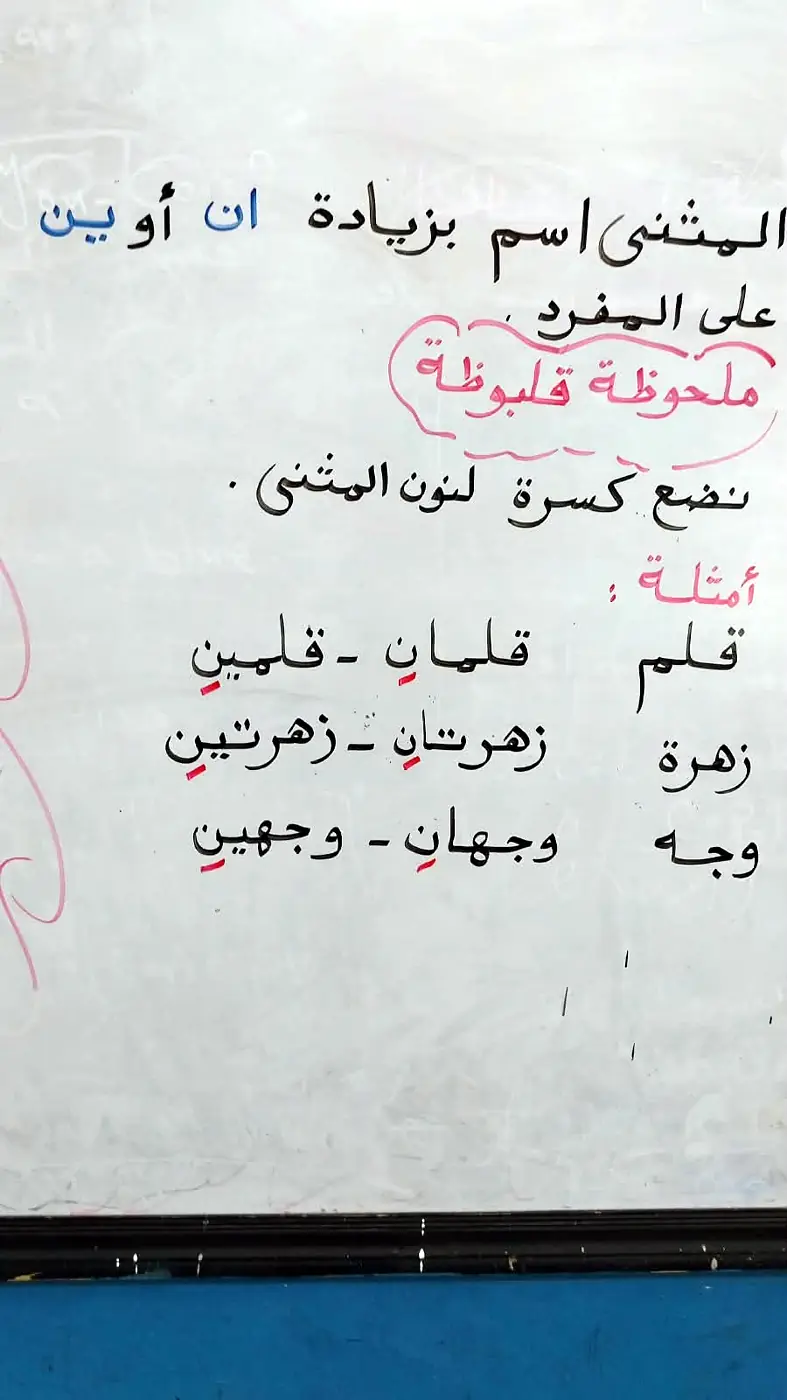 المثنى اسم بزيادة ان أو ين
على المفرد .
ملحوظة قلبوظة
نضع كسرة لنون المثنى .
أمثلة :
قلم قلمانِ - قلمينِ
زهرة زهرتانِ - زهرتينِ
وجه وجهانِ - وجهينِ